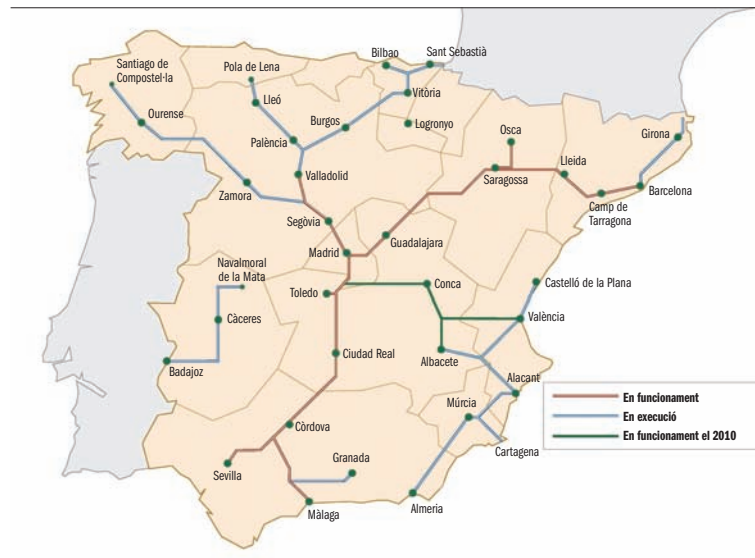 Bilbao
Sant Sebastià
Santiago de
Compostel·la
Pola de Lena
Lleó
Vitòria
Ourense
Burgos
Logronyo
Palència
Osca
Girona
Lleida
Valladolid
Saragossa
Zamora
Barcelona
Camp de
Tarragona
Segòvia
Guadalajara
Madrid
Navalmoral
de la Mata
Toledo
Conca
Castelló de la Plana
Càceres
València
Ciudad Real
Albacete
Badajoz
Alacant
En funcionament
Múrcia
En execució
Còrdova
En funcionament el 2010
Cartagena
Granada
Sevilla
Màlaga
Almeria